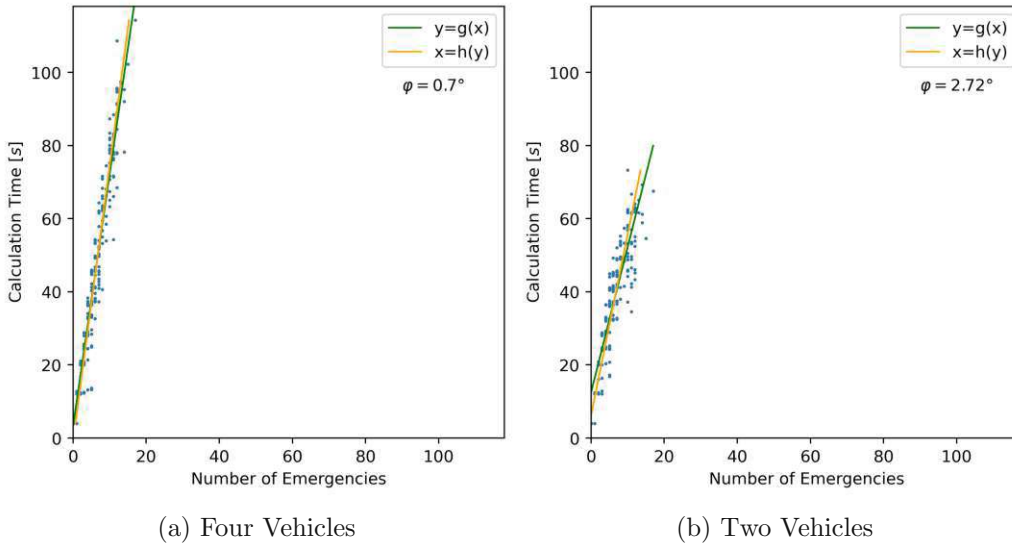 y=g(x)
x=h(y)
φ = 0.7°
100
80
60
40
20
0
Calculation Time [s]
0 20 40 60 80 100
Number of Emergencies
(a) Four Vehicles
y=g(x)
x=h(y)
φ = 2.72°
100
80
60
40
20
0
Calculation Time [s]
0 20 40 60 80 100
Number of Emergencies
(b) Two Vehicles